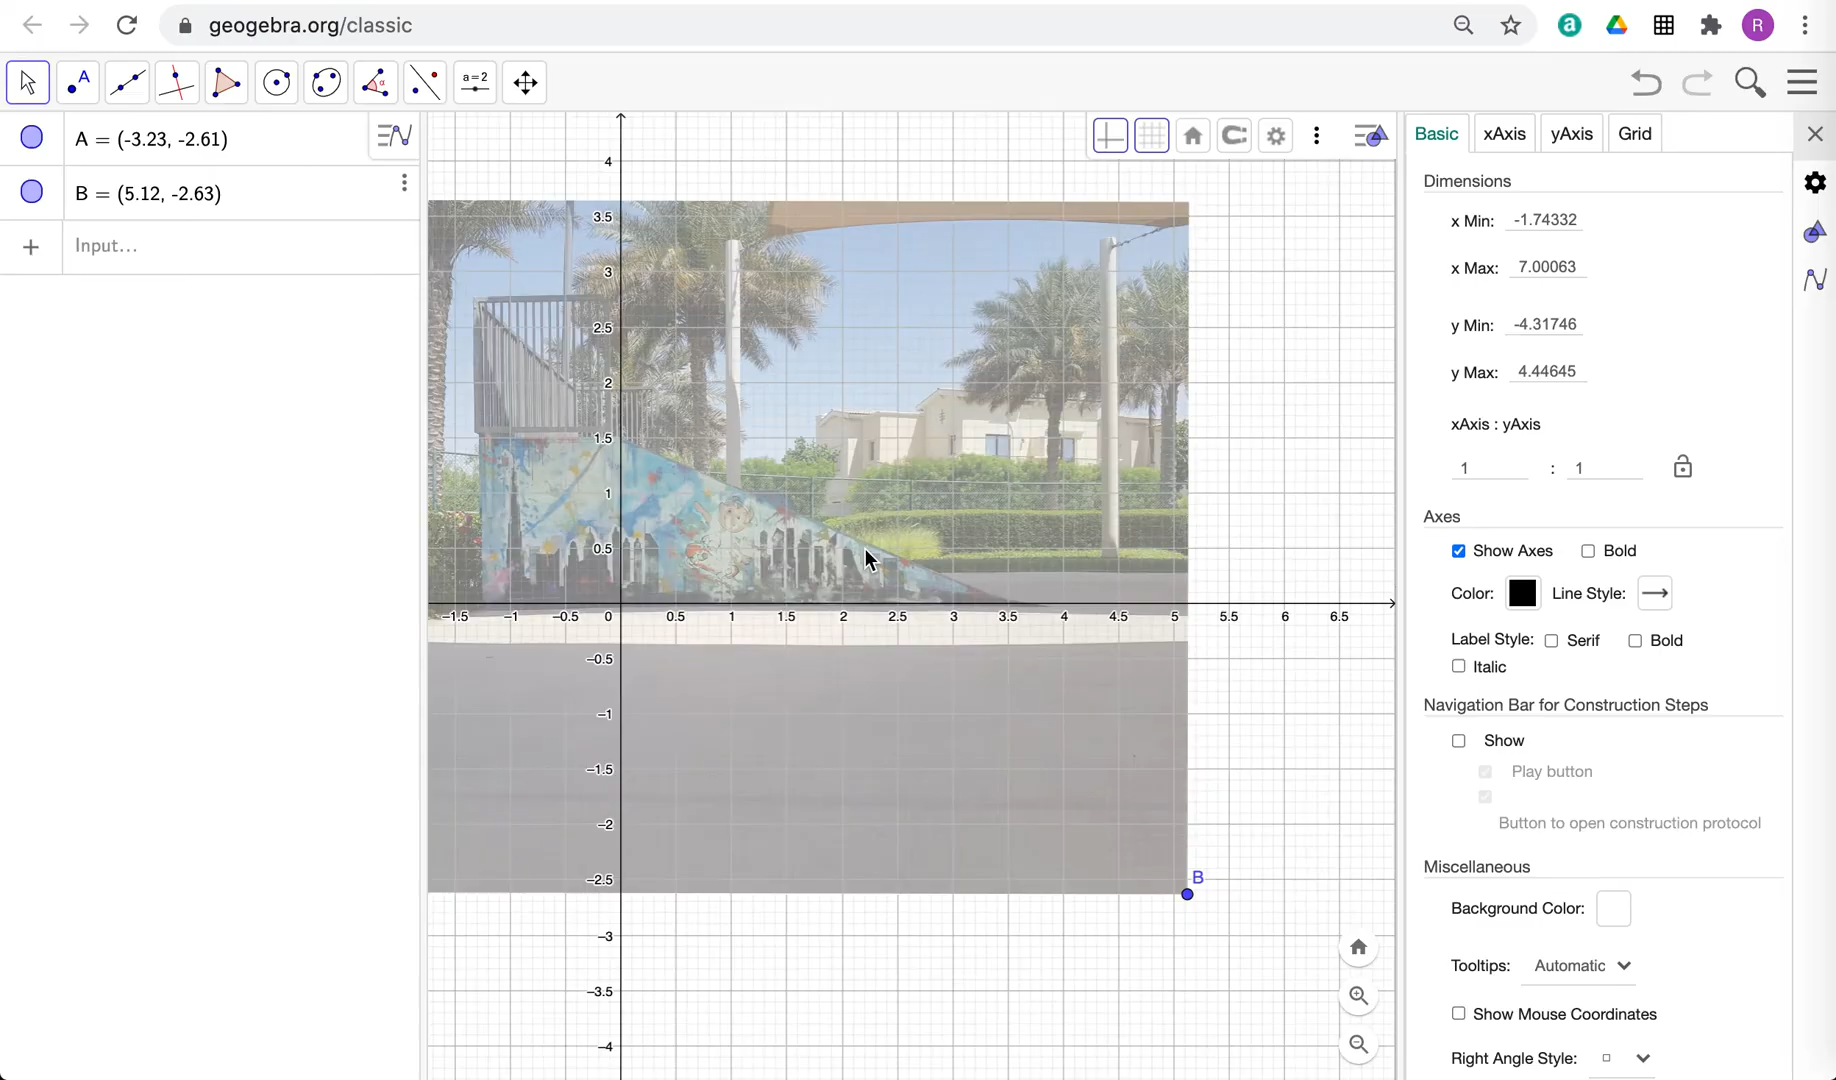 geogebra.org/classic
R
A
α
a=2
A = (-3.23, -2.61)
B = (5.12, -2.63)
Input...
4
3.5
3
2.5
2
1.5
1
0.5
–1.5 –1 –0.5 0 0.5 1 1.5 2 2.5 3 3.5 4 4.5 5 5.5 6 6.5
–0.5
–1
–1.5
–2
–2.5
B
–3
–3.5
–4
Basic xAxis yAxis Grid
Dimensions
x Min: -1.74332
x Max: 7.00063
y Min: -4.31746
y Max: 4.44645
xAxis : yAxis
1 : 1
Axes
Show Axes Bold
Color: Line Style:
Label Style: Serif Bold
Italic
Navigation Bar for Construction Steps
Show
Play button
Button to open construction protocol
Miscellaneous
Background Color:
Tooltips: Automatic
Show Mouse Coordinates
Right Angle Style: